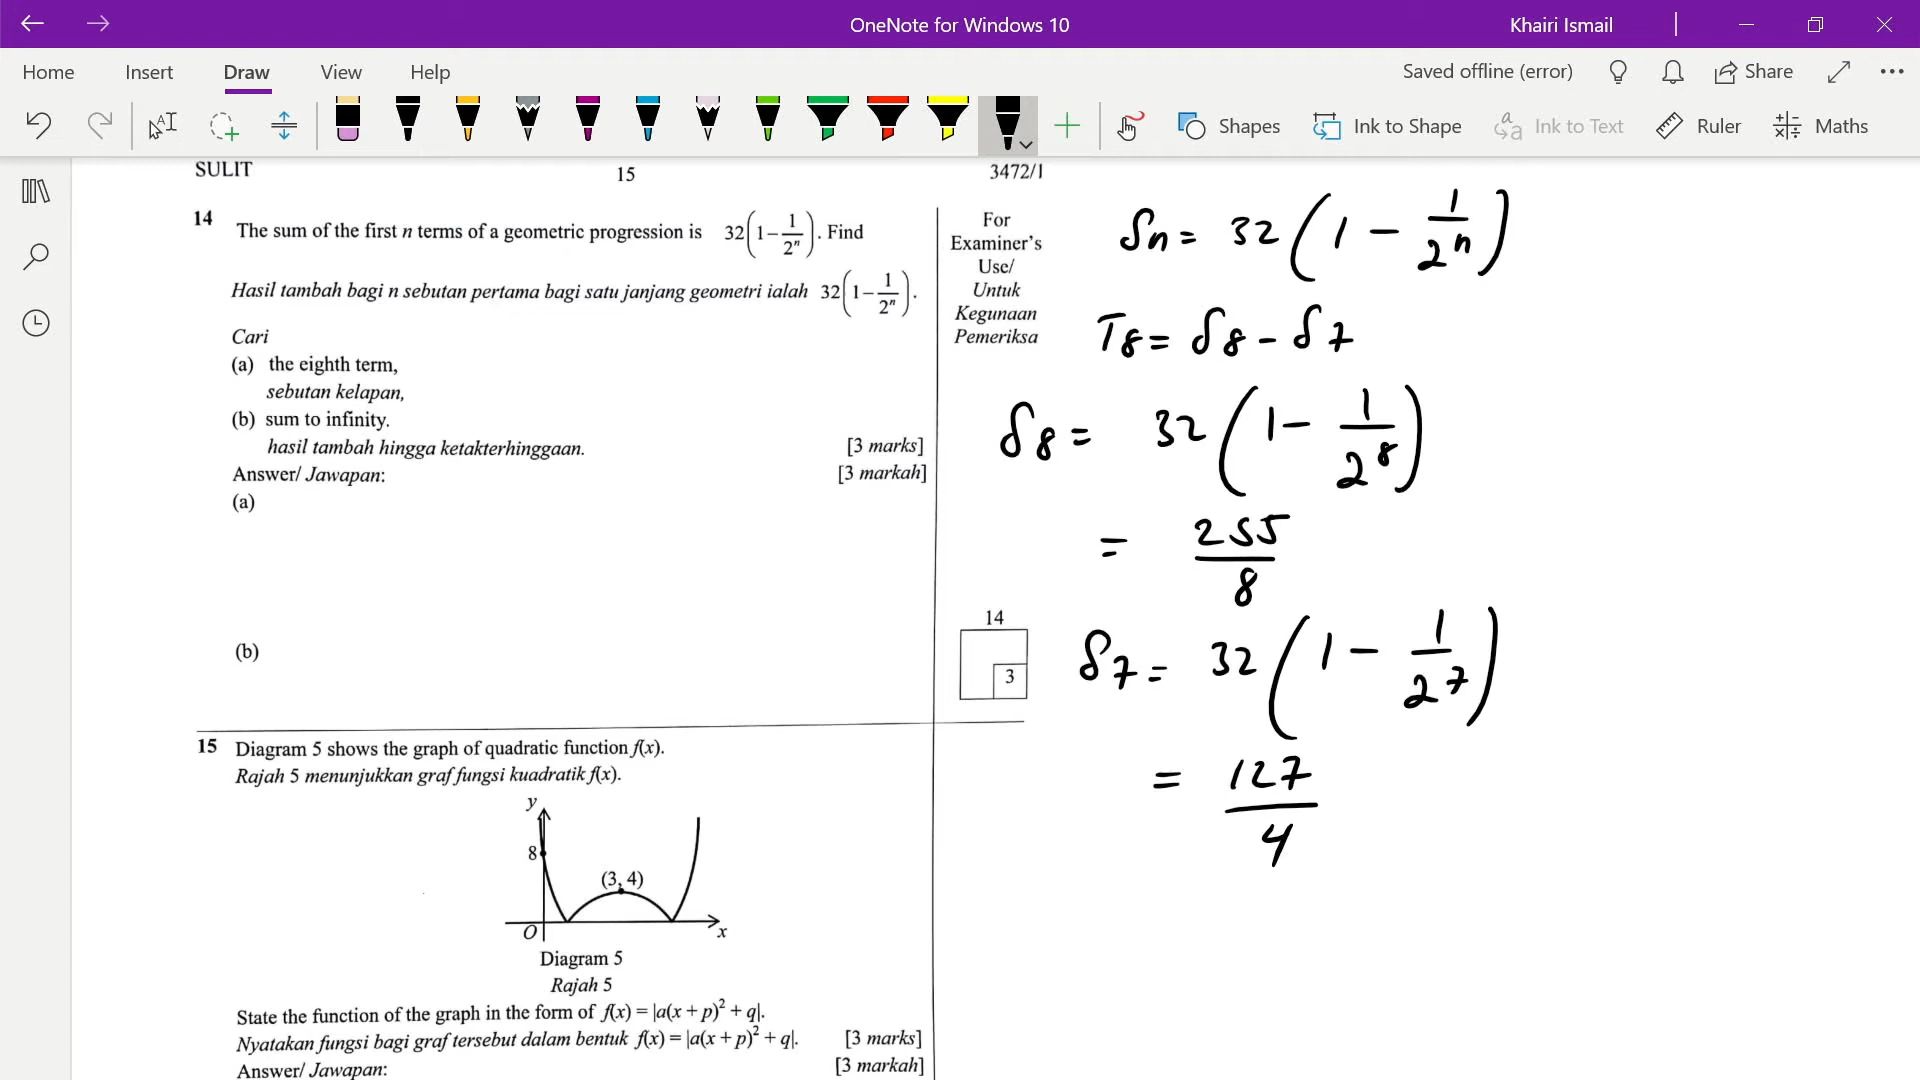 OneNote for Windows 10
Khairi Ismail
Home Insert Draw View Help
Saved offline (error)
Share
Shapes
Ink to Shape
Ink to Text
Ruler
Maths
SULIT 15 3472/1
14 The sum of the first n terms of a geometric progression is 32(1 − 1/2ⁿ). Find
Hasil tambah bagi n sebutan pertama bagi satu janjang geometri ialah 32(1 − 1/2ⁿ).
Cari
(a) the eighth term,
sebutan kelapan,
(b) sum to infinity.
hasil tambah hingga ketakterhinggaan. [3 marks]
Answer/ Jawapan: [3 markah]
(a)
(b)
For
Examiner's
Use/
Untuk
Kegunaan
Pemeriksa
14
3
15 Diagram 5 shows the graph of quadratic function f(x).
Rajah 5 menunjukkan graf fungsi kuadratik f(x).
y
8
(3, 4)
O
x
Diagram 5
Rajah 5
State the function of the graph in the form of f(x) = |a(x + p)² + q|.
Nyatakan fungsi bagi graf tersebut dalam bentuk f(x) = |a(x + p)² + q|. [3 marks]
Answer/ Jawapan: [3 markah]
Sn = 32(1 − 1/2ⁿ)
T8 = S8 − S7
S8 = 32(1 − 1/2⁸)
= 255/8
S7 = 32(1 − 1/2⁷)
= 127/4